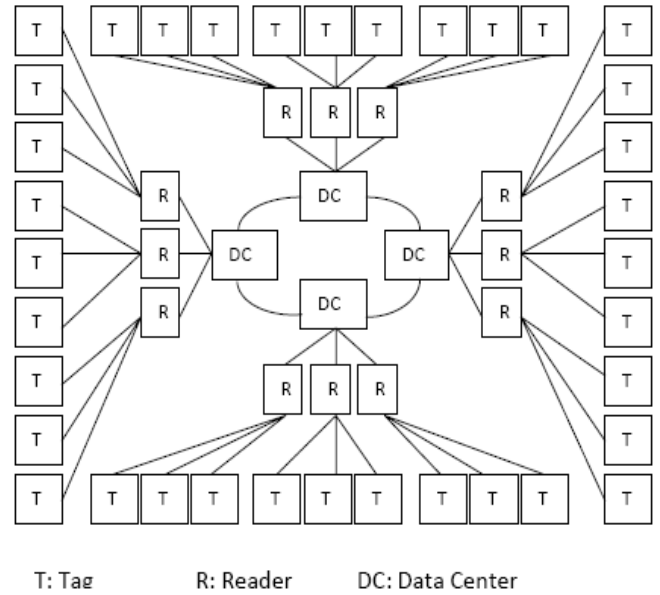 T T T T T T T T T T T
T
R R R
T
T R DC R T
T R DC DC R T
T
R DC R
T T
T R R R T
T
T T T T T T T T T T T
T: Tag R: Reader DC: Data Center